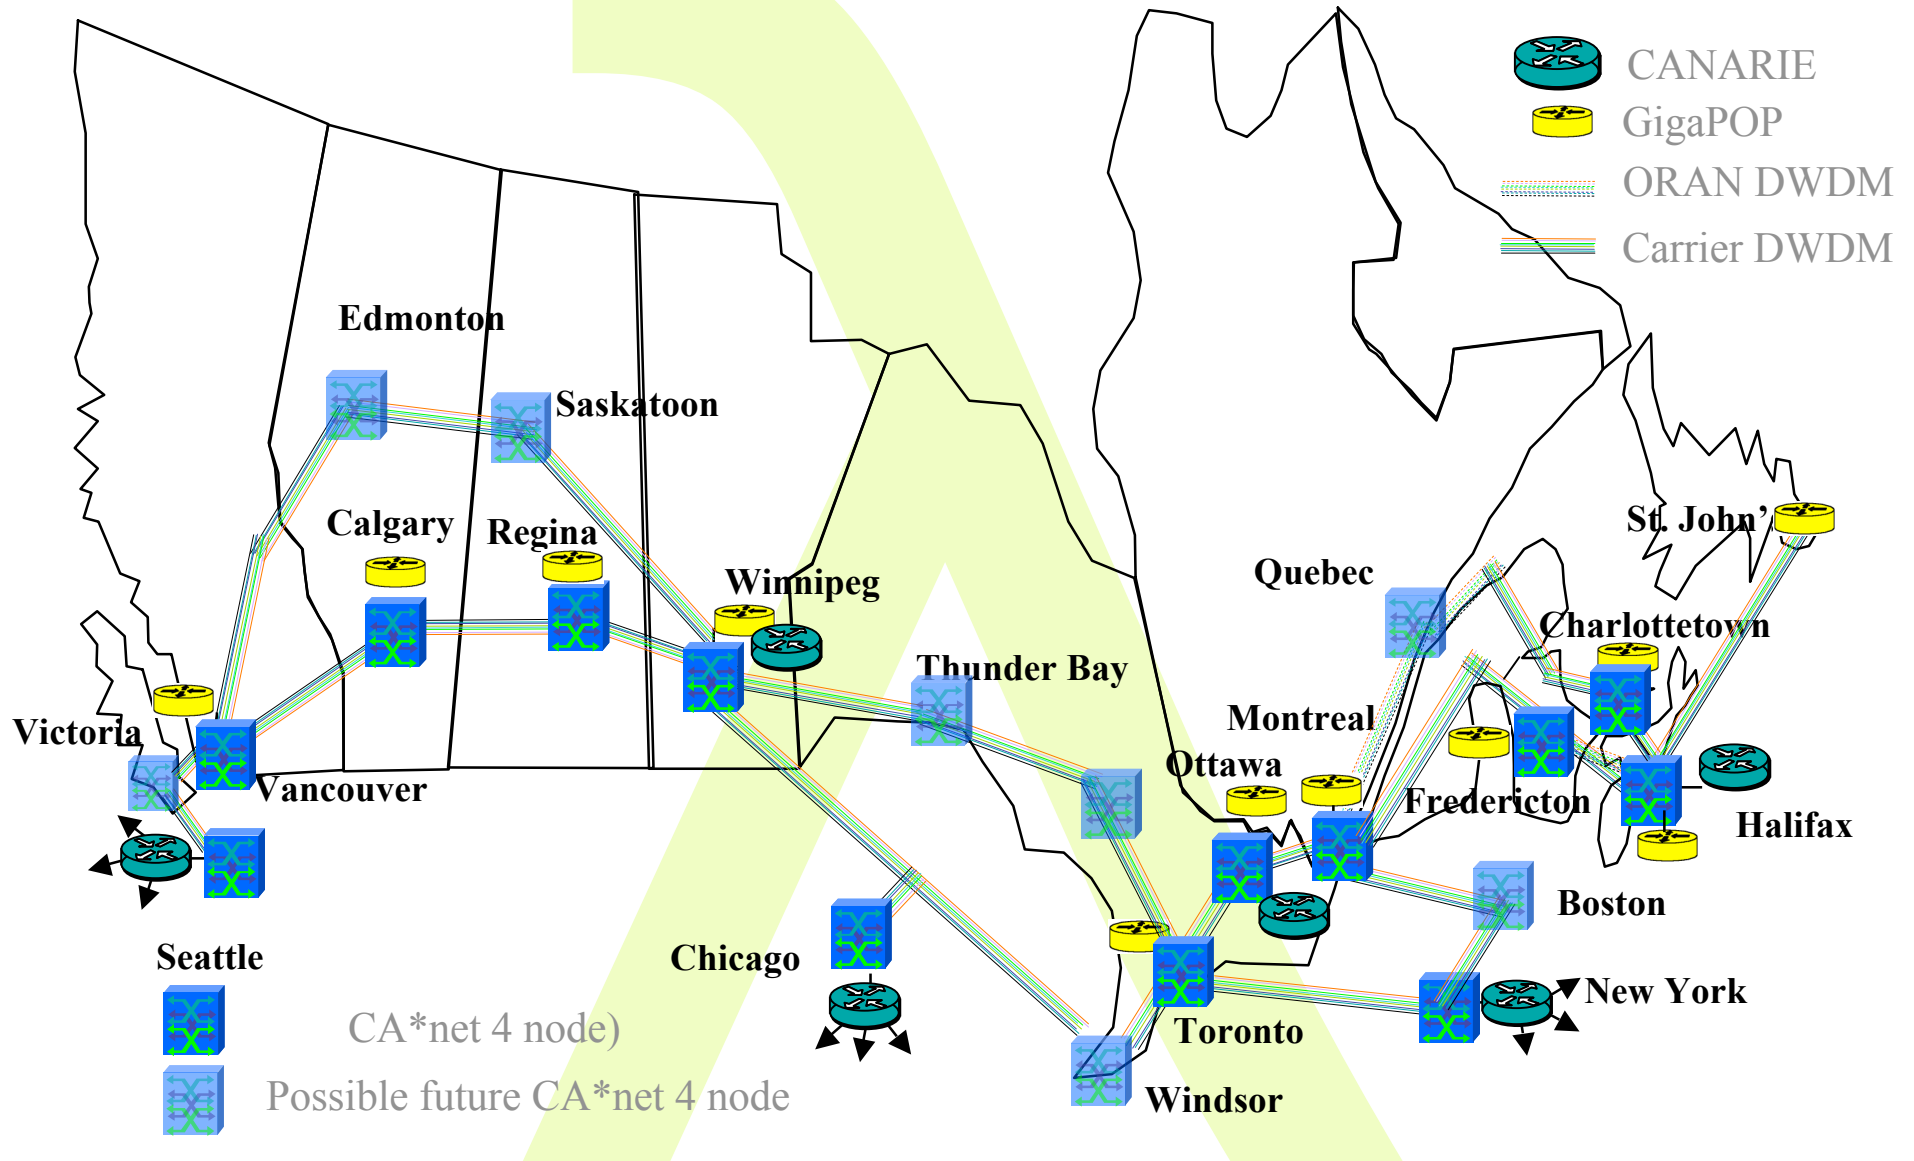 CANARIE
GigaPOP
ORAN DWDM
Carrier DWDM
Edmonton
Saskatoon
Calgary
Regina
St. John'
Winnipeg
Quebec
Charlottetown
Thunder Bay
Victoria
Montreal
Ottawa
Vancouver
Fredericton
Halifax
Boston
Seattle
Chicago
New York
Toronto
CA*net 4 node)
Possible future CA*net 4 node
Windsor